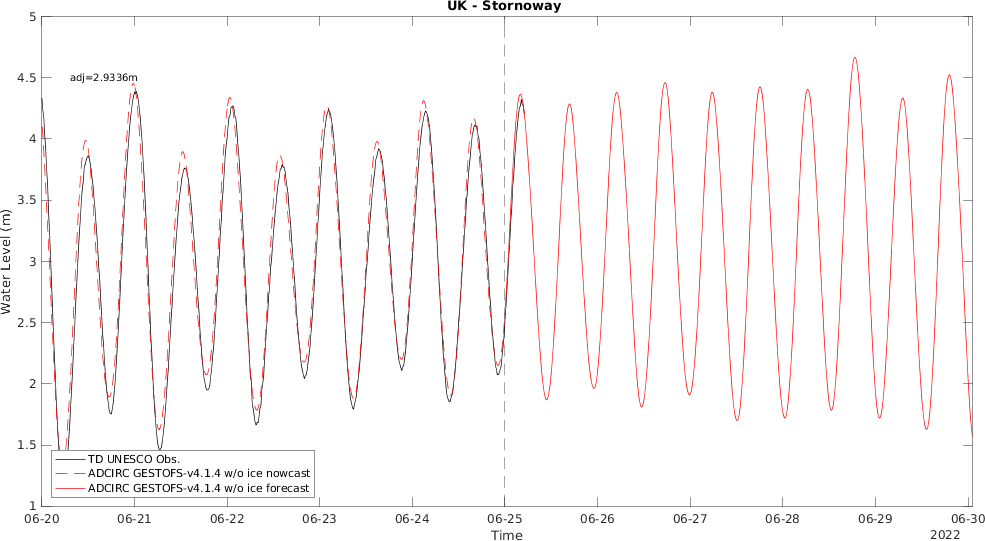 UK - Stornoway
adj=2.9336m
5
4.5
4
3.5
3
2.5
2
1.5
1
Water Level (m)
TD UNESCO Obs.
ADCIRC GESTOFS-v4.1.4 w/o ice nowcast
ADCIRC GESTOFS-v4.1.4 w/o ice forecast
06-20 06-21 06-22 06-23 06-24 06-25 06-26 06-27 06-28 06-29 06-30
Time
2022